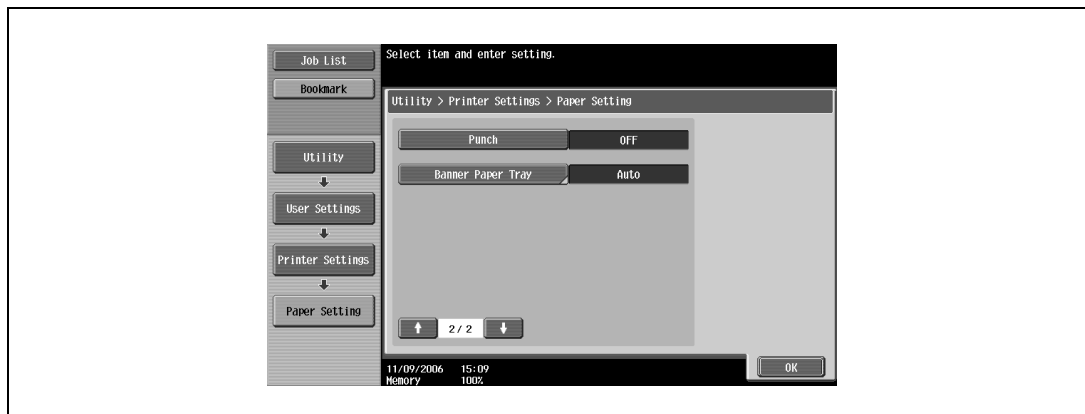 Job List
Bookmark
Select item and enter setting.
Utility > Printer Settings > Paper Setting
Utility
User Settings
Printer Settings
Paper Setting
Punch OFF
Banner Paper Tray Auto
2/2
11/09/2006 15:09
Memory 100%
OK